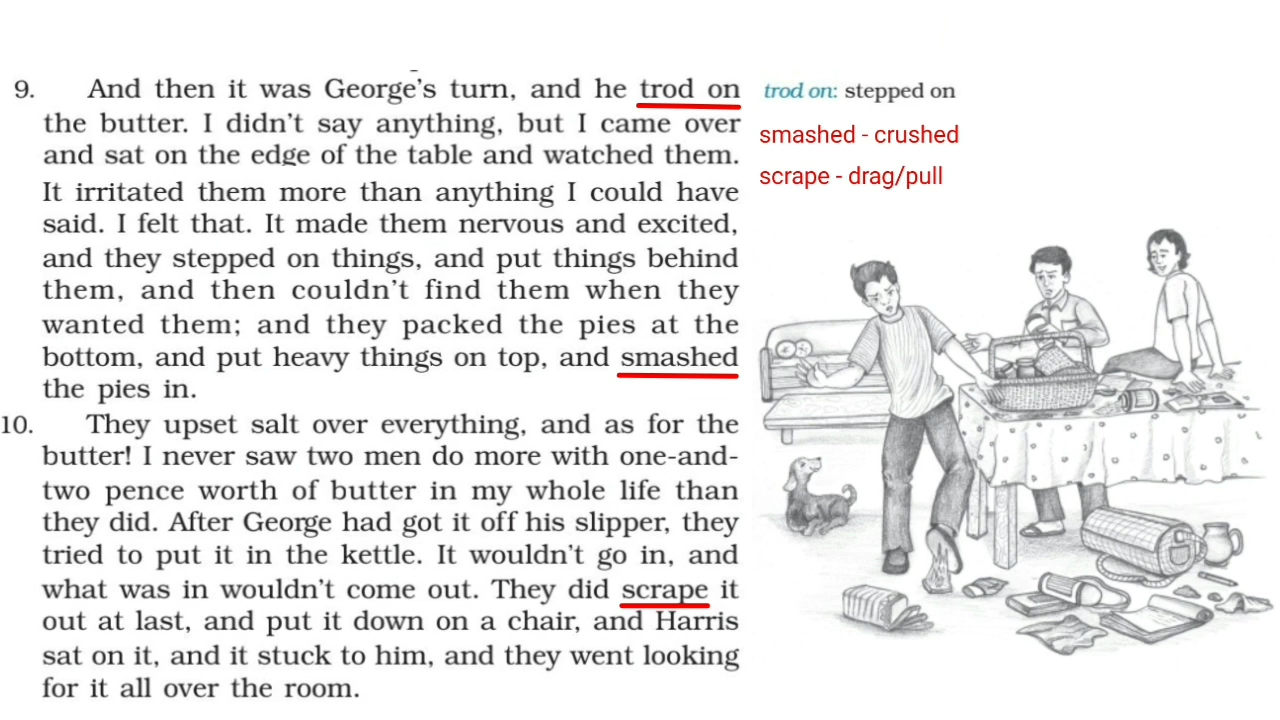 9. And then it was George's turn, and he trod on
the butter. I didn't say anything, but I came over
and sat on the edge of the table and watched them.
It irritated them more than anything I could have
said. I felt that. It made them nervous and excited,
and they stepped on things, and put things behind
them, and then couldn't find them when they
wanted them; and they packed the pies at the
bottom, and put heavy things on top, and smashed
the pies in.
10. They upset salt over everything, and as for the
butter! I never saw two men do more with one-and-
two pence worth of butter in my whole life than
they did. After George had got it off his slipper, they
tried to put it in the kettle. It wouldn't go in, and
what was in wouldn't come out. They did scrape it
out at last, and put it down on a chair, and Harris
sat on it, and it stuck to him, and they went looking
for it all over the room.
trod on: stepped on
smashed - crushed
scrape - drag/pull